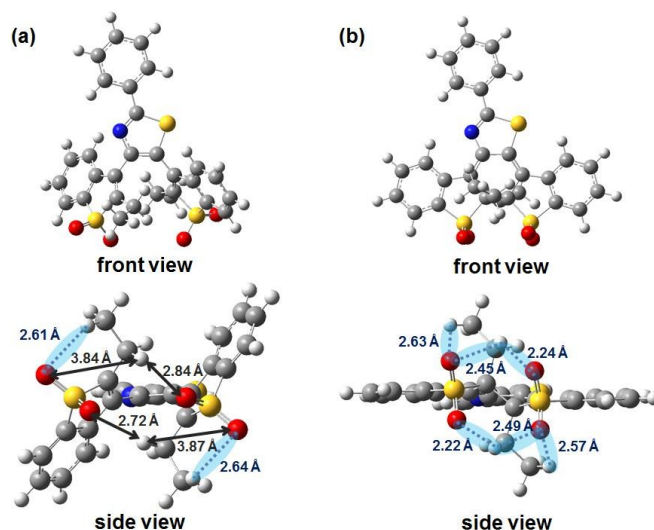 (a)
(b)
front view
front view
2.61 Å
3.84 Å
2.84 Å
2.72 Å
3.87 Å
2.64 Å
side view
2.63 Å
2.24 Å
2.45 Å
2.49 Å
2.22 Å
2.57 Å
side view